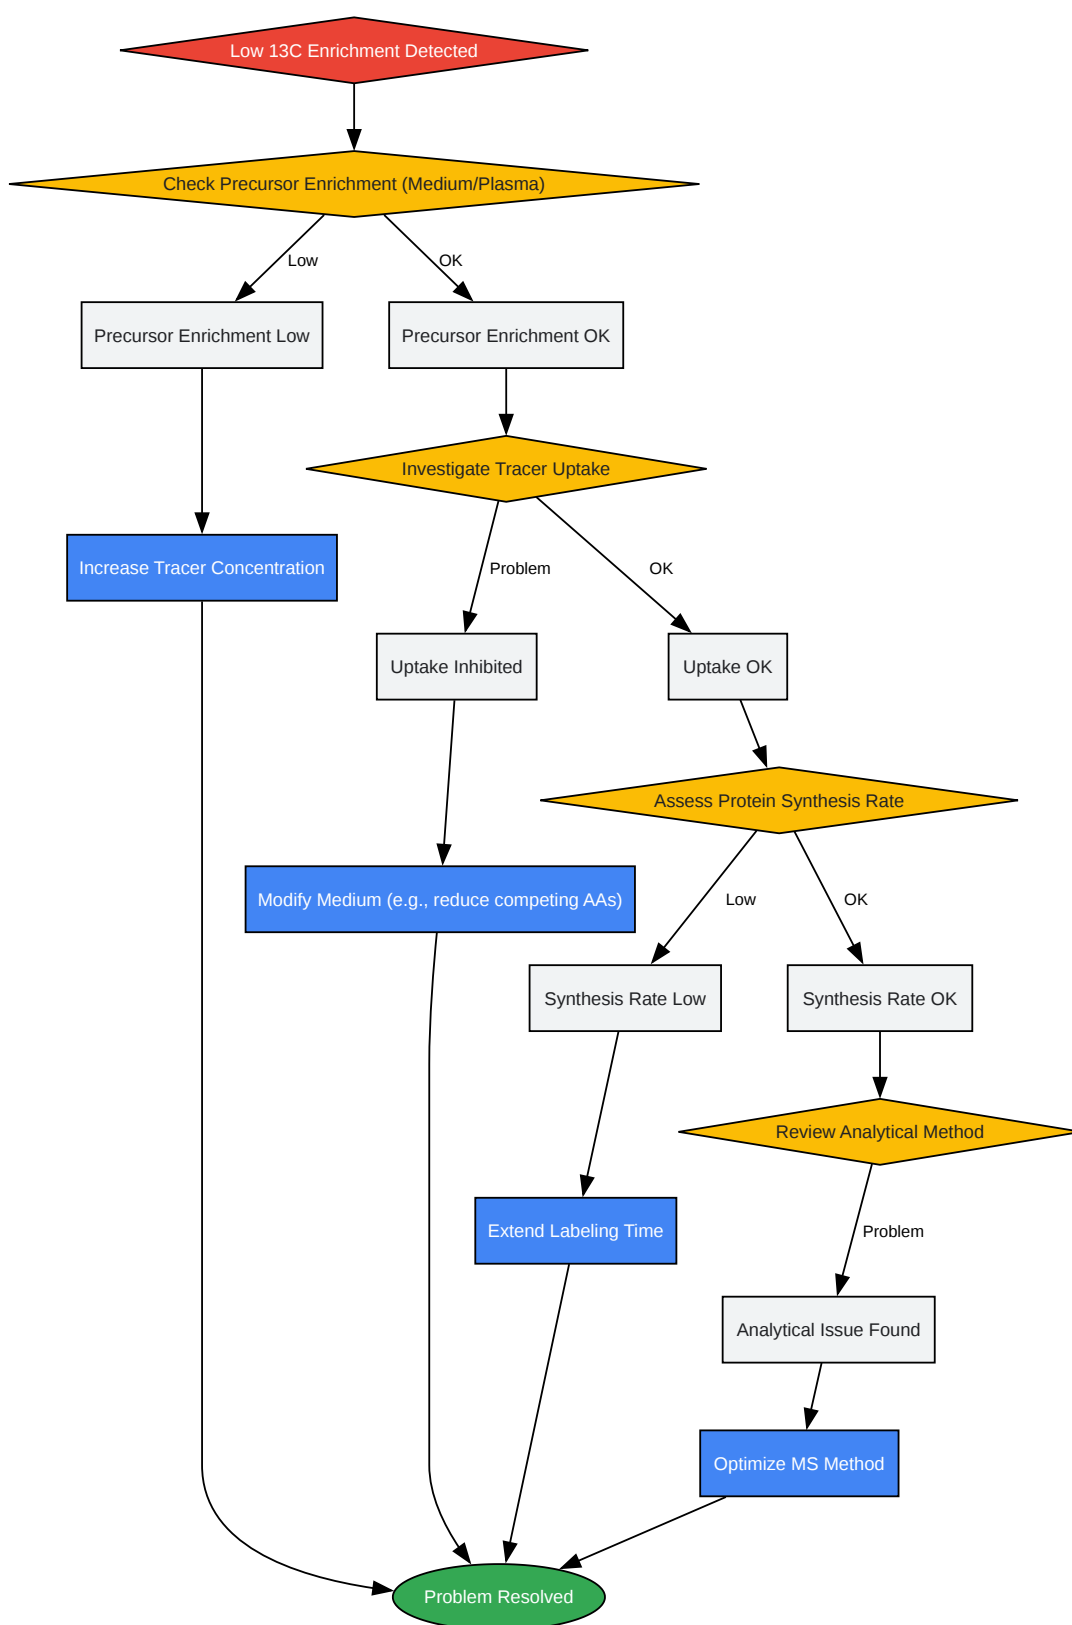 Low 13C Enrichment Detected
Check Precursor Enrichment (Medium/Plasma)
Low
OK
Precursor Enrichment Low
Precursor Enrichment OK
Investigate Tracer Uptake
Increase Tracer Concentration
Problem
OK
Uptake Inhibited
Uptake OK
Assess Protein Synthesis Rate
Modify Medium (e.g., reduce competing AAs)
Low
OK
Synthesis Rate Low
Synthesis Rate OK
Review Analytical Method
Extend Labeling Time
Problem
Analytical Issue Found
Optimize MS Method
Problem Resolved